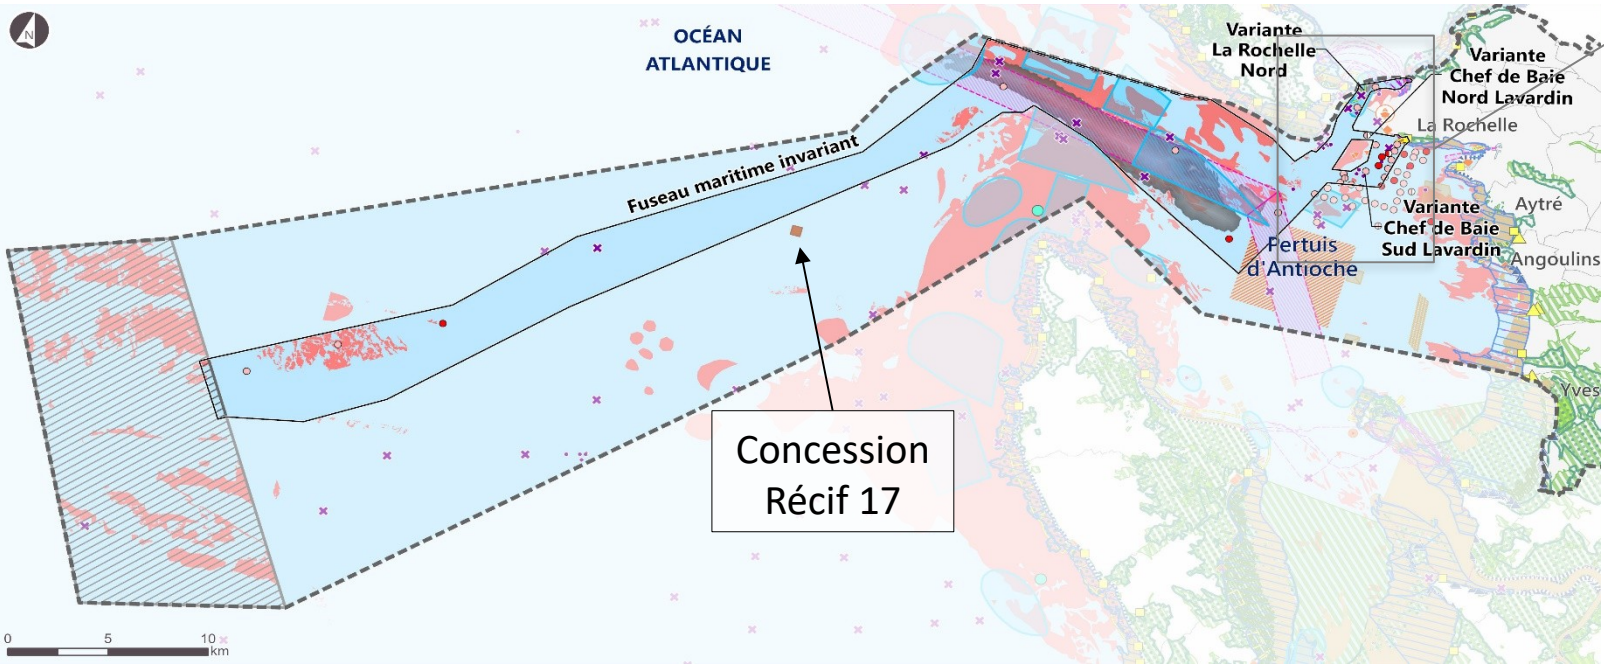 N
OCÉAN
ATLANTIQUE
Variante
La Rochelle
Nord
Variante
Chef de Baie
Nord Lavardin
La Rochelle
Fuseau maritime invariant
Aytré
Variante
Chef de Baie
Sud Lavardin
Pertuis
d'Antioche
Angoulins
Yves
Concession
Récif 17
0 5 10
km